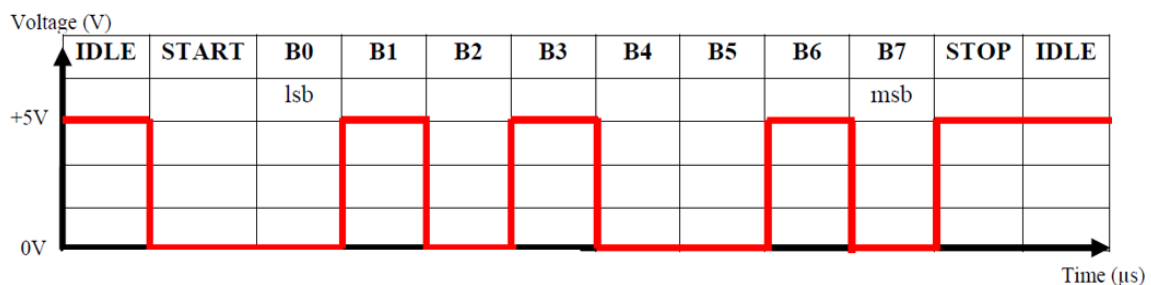 Voltage (V)
IDLE START B0 B1 B2 B3 B4 B5 B6 B7 STOP IDLE
lsb msb
+5V
0V
Time (µs)